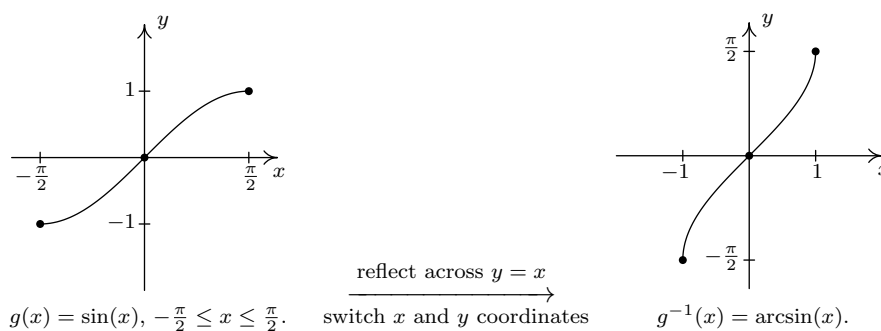 y
1
−π/2
π/2
x
−1
g(x) = sin(x), −π/2 ≤ x ≤ π/2.
reflect across y = x
switch x and y coordinates
y
π/2
−1
1
−π/2
g⁻¹(x) = arcsin(x).